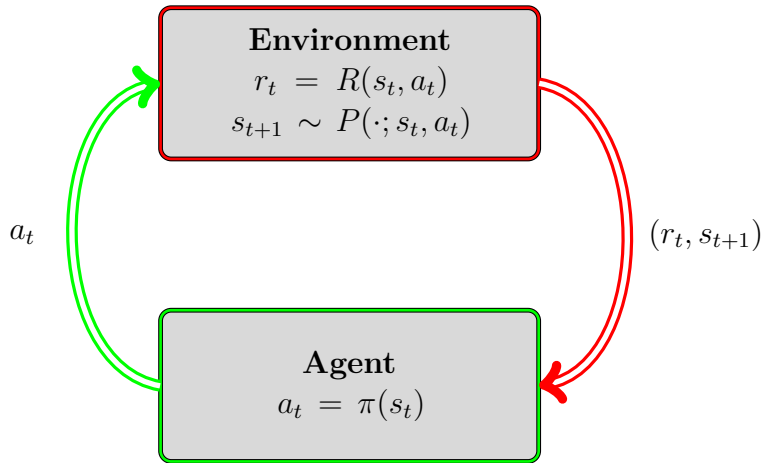 Environment
r_t = R(s_t, a_t)
s_{t+1} ∼ P(·; s_t, a_t)
a_t
(r_t, s_{t+1})
Agent
a_t = π(s_t)